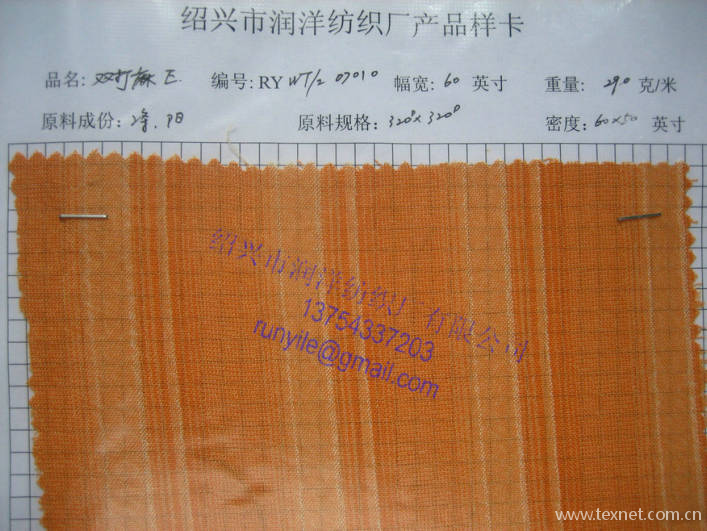 绍兴市润洋纺织厂产品样卡
品名: 双打麻E. 编号: RY WT/2 07010 幅宽: 60 英寸 重量: 290 克/米
原料成份: 涤.阳 原料规格: 320D×320D 密度: 60×50 英寸
绍兴市润洋纺织厂有限公司
13754337203
runyile@gmail.com
www.texnet.com.cn